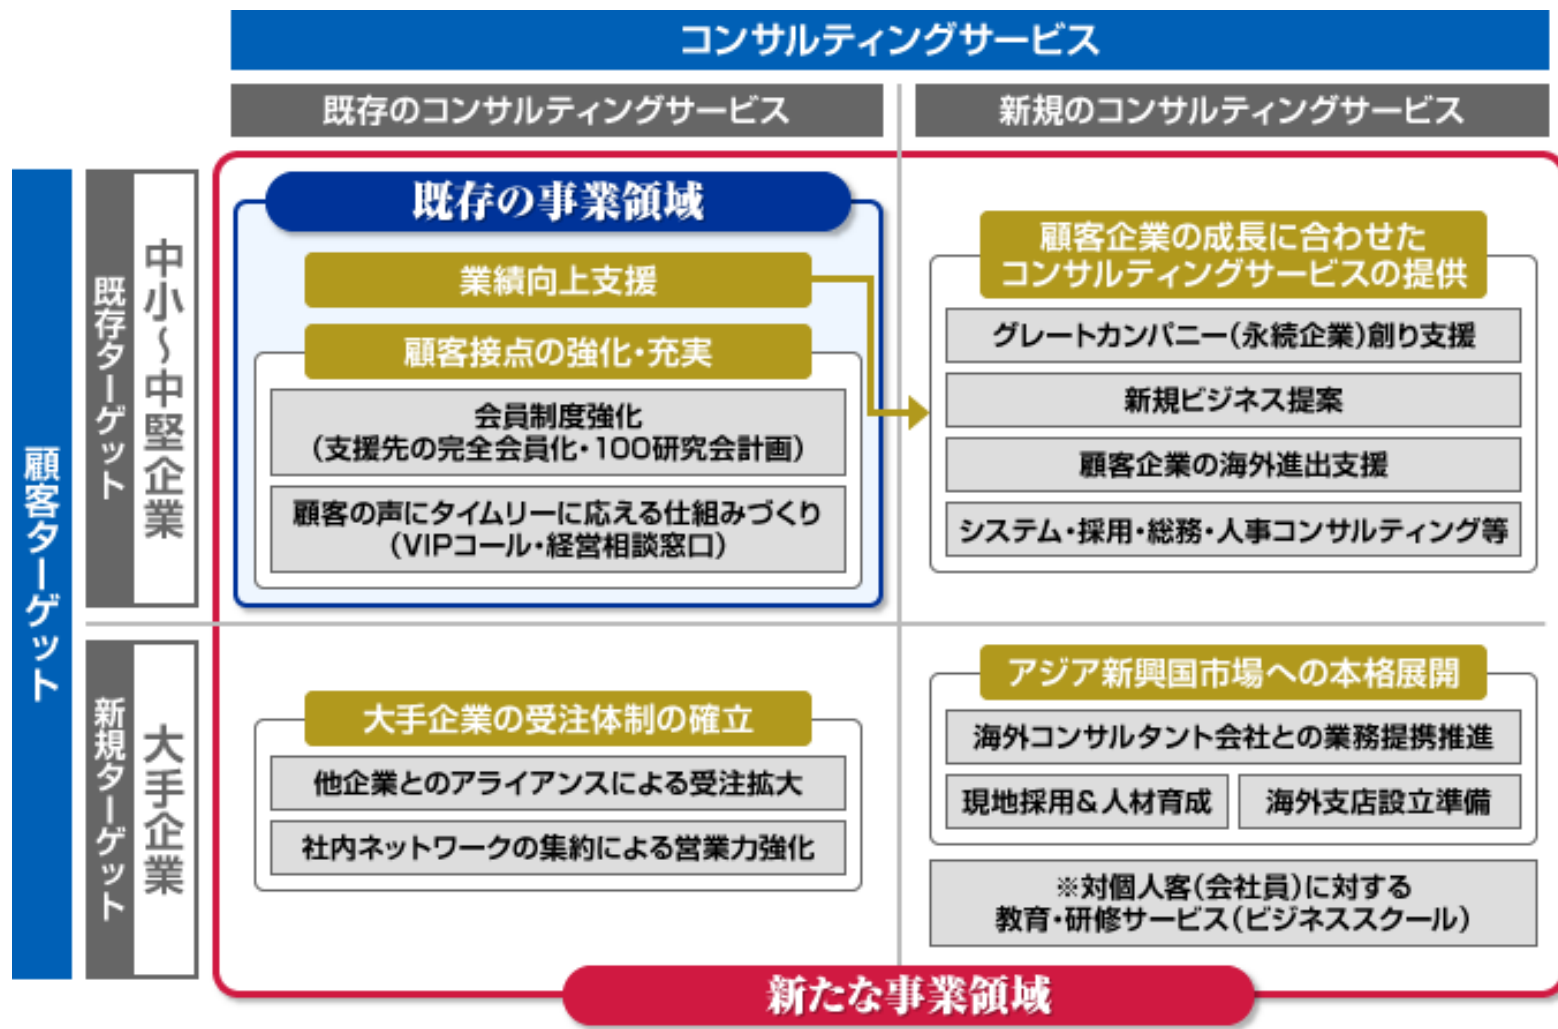 コンサルティングサービス
既存のコンサルティングサービス
新規のコンサルティングサービス
顧客ターゲット
既存ターゲット
中小〜中堅企業
既存の事業領域
業績向上支援
顧客接点の強化・充実
会員制度強化
(支援先の完全会員化・100研究会計画)
顧客の声にタイムリーに応える仕組みづくり
(VIPコール・経営相談窓口)
顧客企業の成長に合わせた
コンサルティングサービスの提供
グレートカンパニー(永続企業)創り支援
新規ビジネス提案
顧客企業の海外進出支援
システム・採用・総務・人事コンサルティング等
新規ターゲット
大手企業
大手企業の受注体制の確立
他企業とのアライアンスによる受注拡大
社内ネットワークの集約による営業力強化
アジア新興国市場への本格展開
海外コンサルタント会社との業務提携推進
現地採用&人材育成
海外支店設立準備
※対個人客(会社員)に対する
教育・研修サービス(ビジネススクール)
新たな事業領域